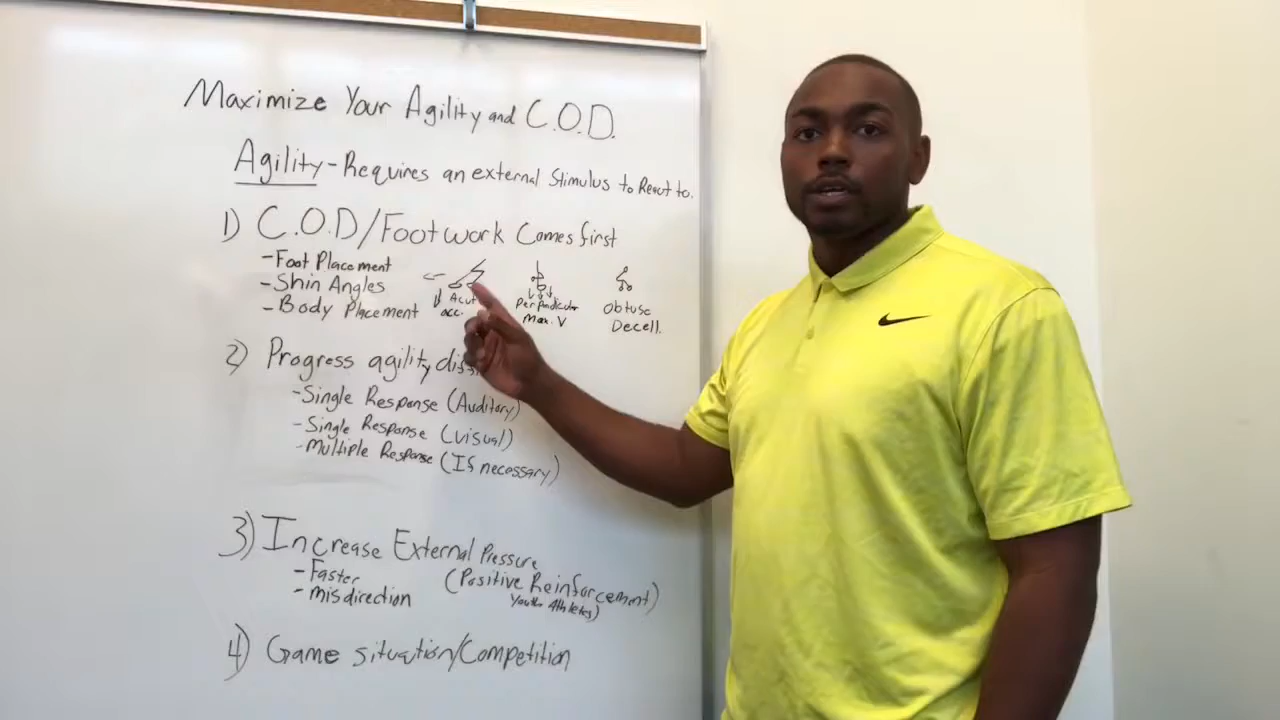 Maximize Your Agility and C.O.D.
Agility - Requires an external Stimulus to React to.
1) C.O.D/Footwork Comes first
- Foot Placement
- Shin Angles
- Body Placement
Acut
acc.
Perpendicular
Max. V
Obtuse
Decell.
2) Progress agility
- Single Response (Auditory)
- Single Response (Visual)
- Multiple Response (If necessary)
3) Increase External Pressure
- Faster
- misdirection
(Positive Reinforcement)
Youth Athletes)
4) Game situation/Competition